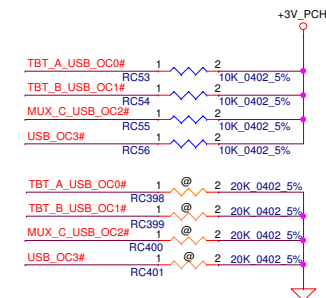 +3V_PCH
TBT_A_USB_OC0# 1 2
RC53 10K_0402_5%
TBT_B_USB_OC1# 1 2
RC54 10K_0402_5%
MUX_C_USB_OC2# 1 2
RC55 10K_0402_5%
USB_OC3# 1 2
RC56 10K_0402_5%
TBT_A_USB_OC0# 1 @ 2 20K_0402_5%
RC398
TBT_B_USB_OC1# 1 @ 2 20K_0402_5%
RC399
MUX_C_USB_OC2# 1 @ 2 20K_0402_5%
RC400
USB_OC3# 1 @ 2 20K_0402_5%
RC401